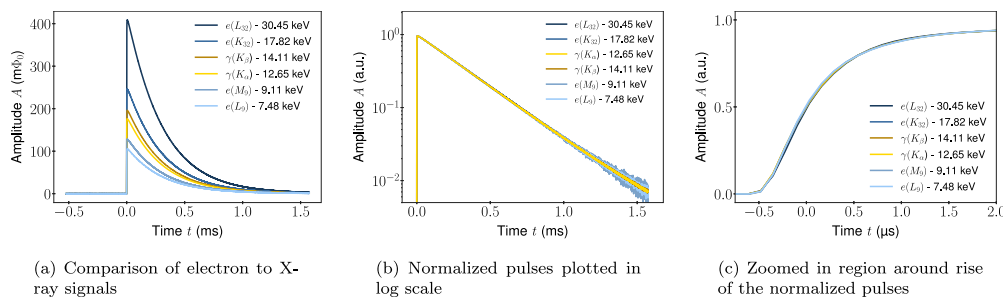 e(L₃₂) - 30.45 keV
e(K₃₂) - 17.82 keV
γ(Kᵦ) - 14.11 keV
γ(Kα) - 12.65 keV
e(M₉) - 9.11 keV
e(L₉) - 7.48 keV
Amplitude A (mΦ₀)
400
300
200
100
0
−0.5 0.0 0.5 1.0 1.5
Time t (ms)
(a) Comparison of electron to X-
ray signals
e(L₃₂) - 30.45 keV
e(K₃₂) - 17.82 keV
γ(Kα) - 12.65 keV
γ(Kᵦ) - 14.11 keV
e(M₉) - 9.11 keV
e(L₉) - 7.48 keV
Amplitude A (a.u.)
10⁰
10⁻¹
10⁻²
0.0 0.5 1.0 1.5
Time t (ms)
(b) Normalized pulses plotted in
log scale
e(L₃₂) - 30.45 keV
e(K₃₂) - 17.82 keV
γ(Kᵦ) - 14.11 keV
γ(Kα) - 12.65 keV
e(M₉) - 9.11 keV
e(L₉) - 7.48 keV
Amplitude A (a.u.)
1.0
0.5
0.0
−0.5 0.0 0.5 1.0 1.5 2.0
Time t (μs)
(c) Zoomed in region around rise
of the normalized pulses